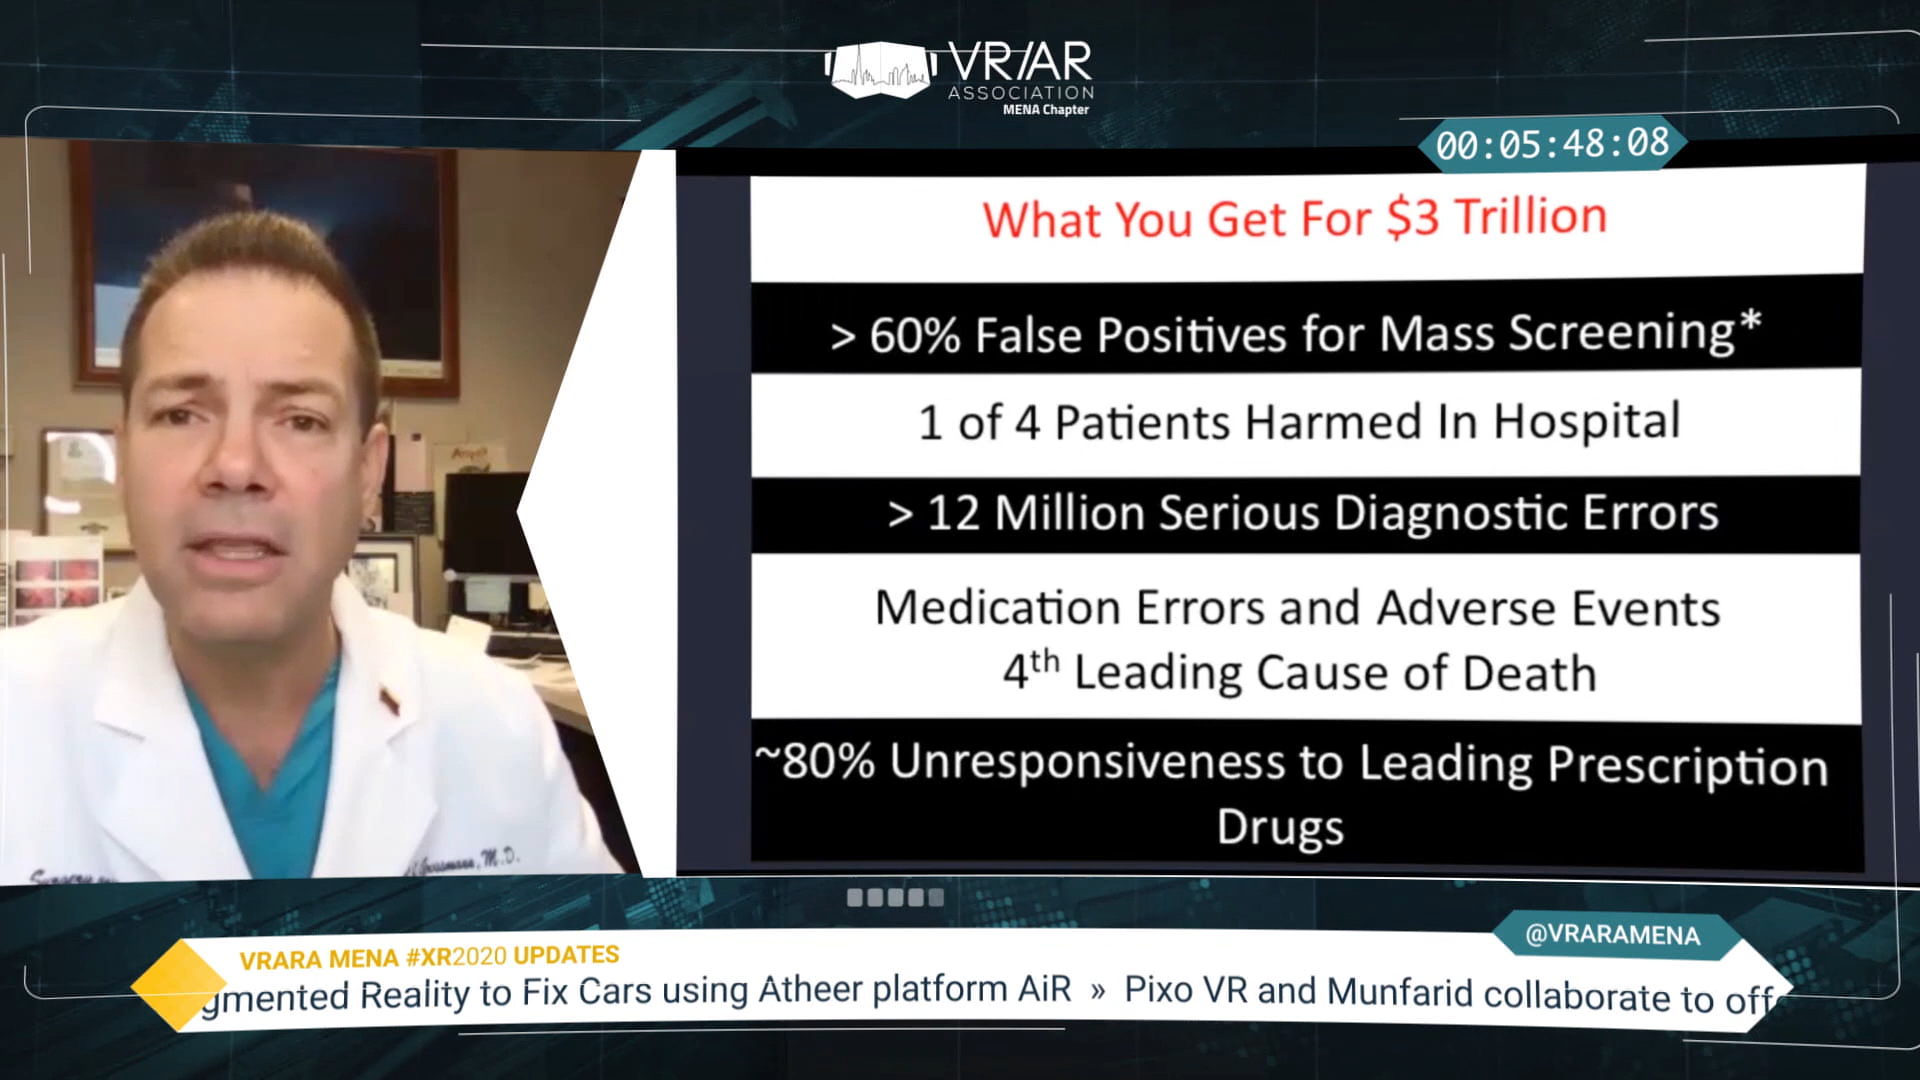 VR/AR
ASSOCIATION
MENA Chapter
00:05:48:08
What You Get For $3 Trillion
> 60% False Positives for Mass Screening*
1 of 4 Patients Harmed In Hospital
> 12 Million Serious Diagnostic Errors
Medication Errors and Adverse Events
4th Leading Cause of Death
~80% Unresponsiveness to Leading Prescription
Drugs
M.D.
@VRARAMENA
VRARA MENA #XR2020 UPDATES
gmented Reality to Fix Cars using Atheer platform AiR » Pixo VR and Munfarid collaborate to off